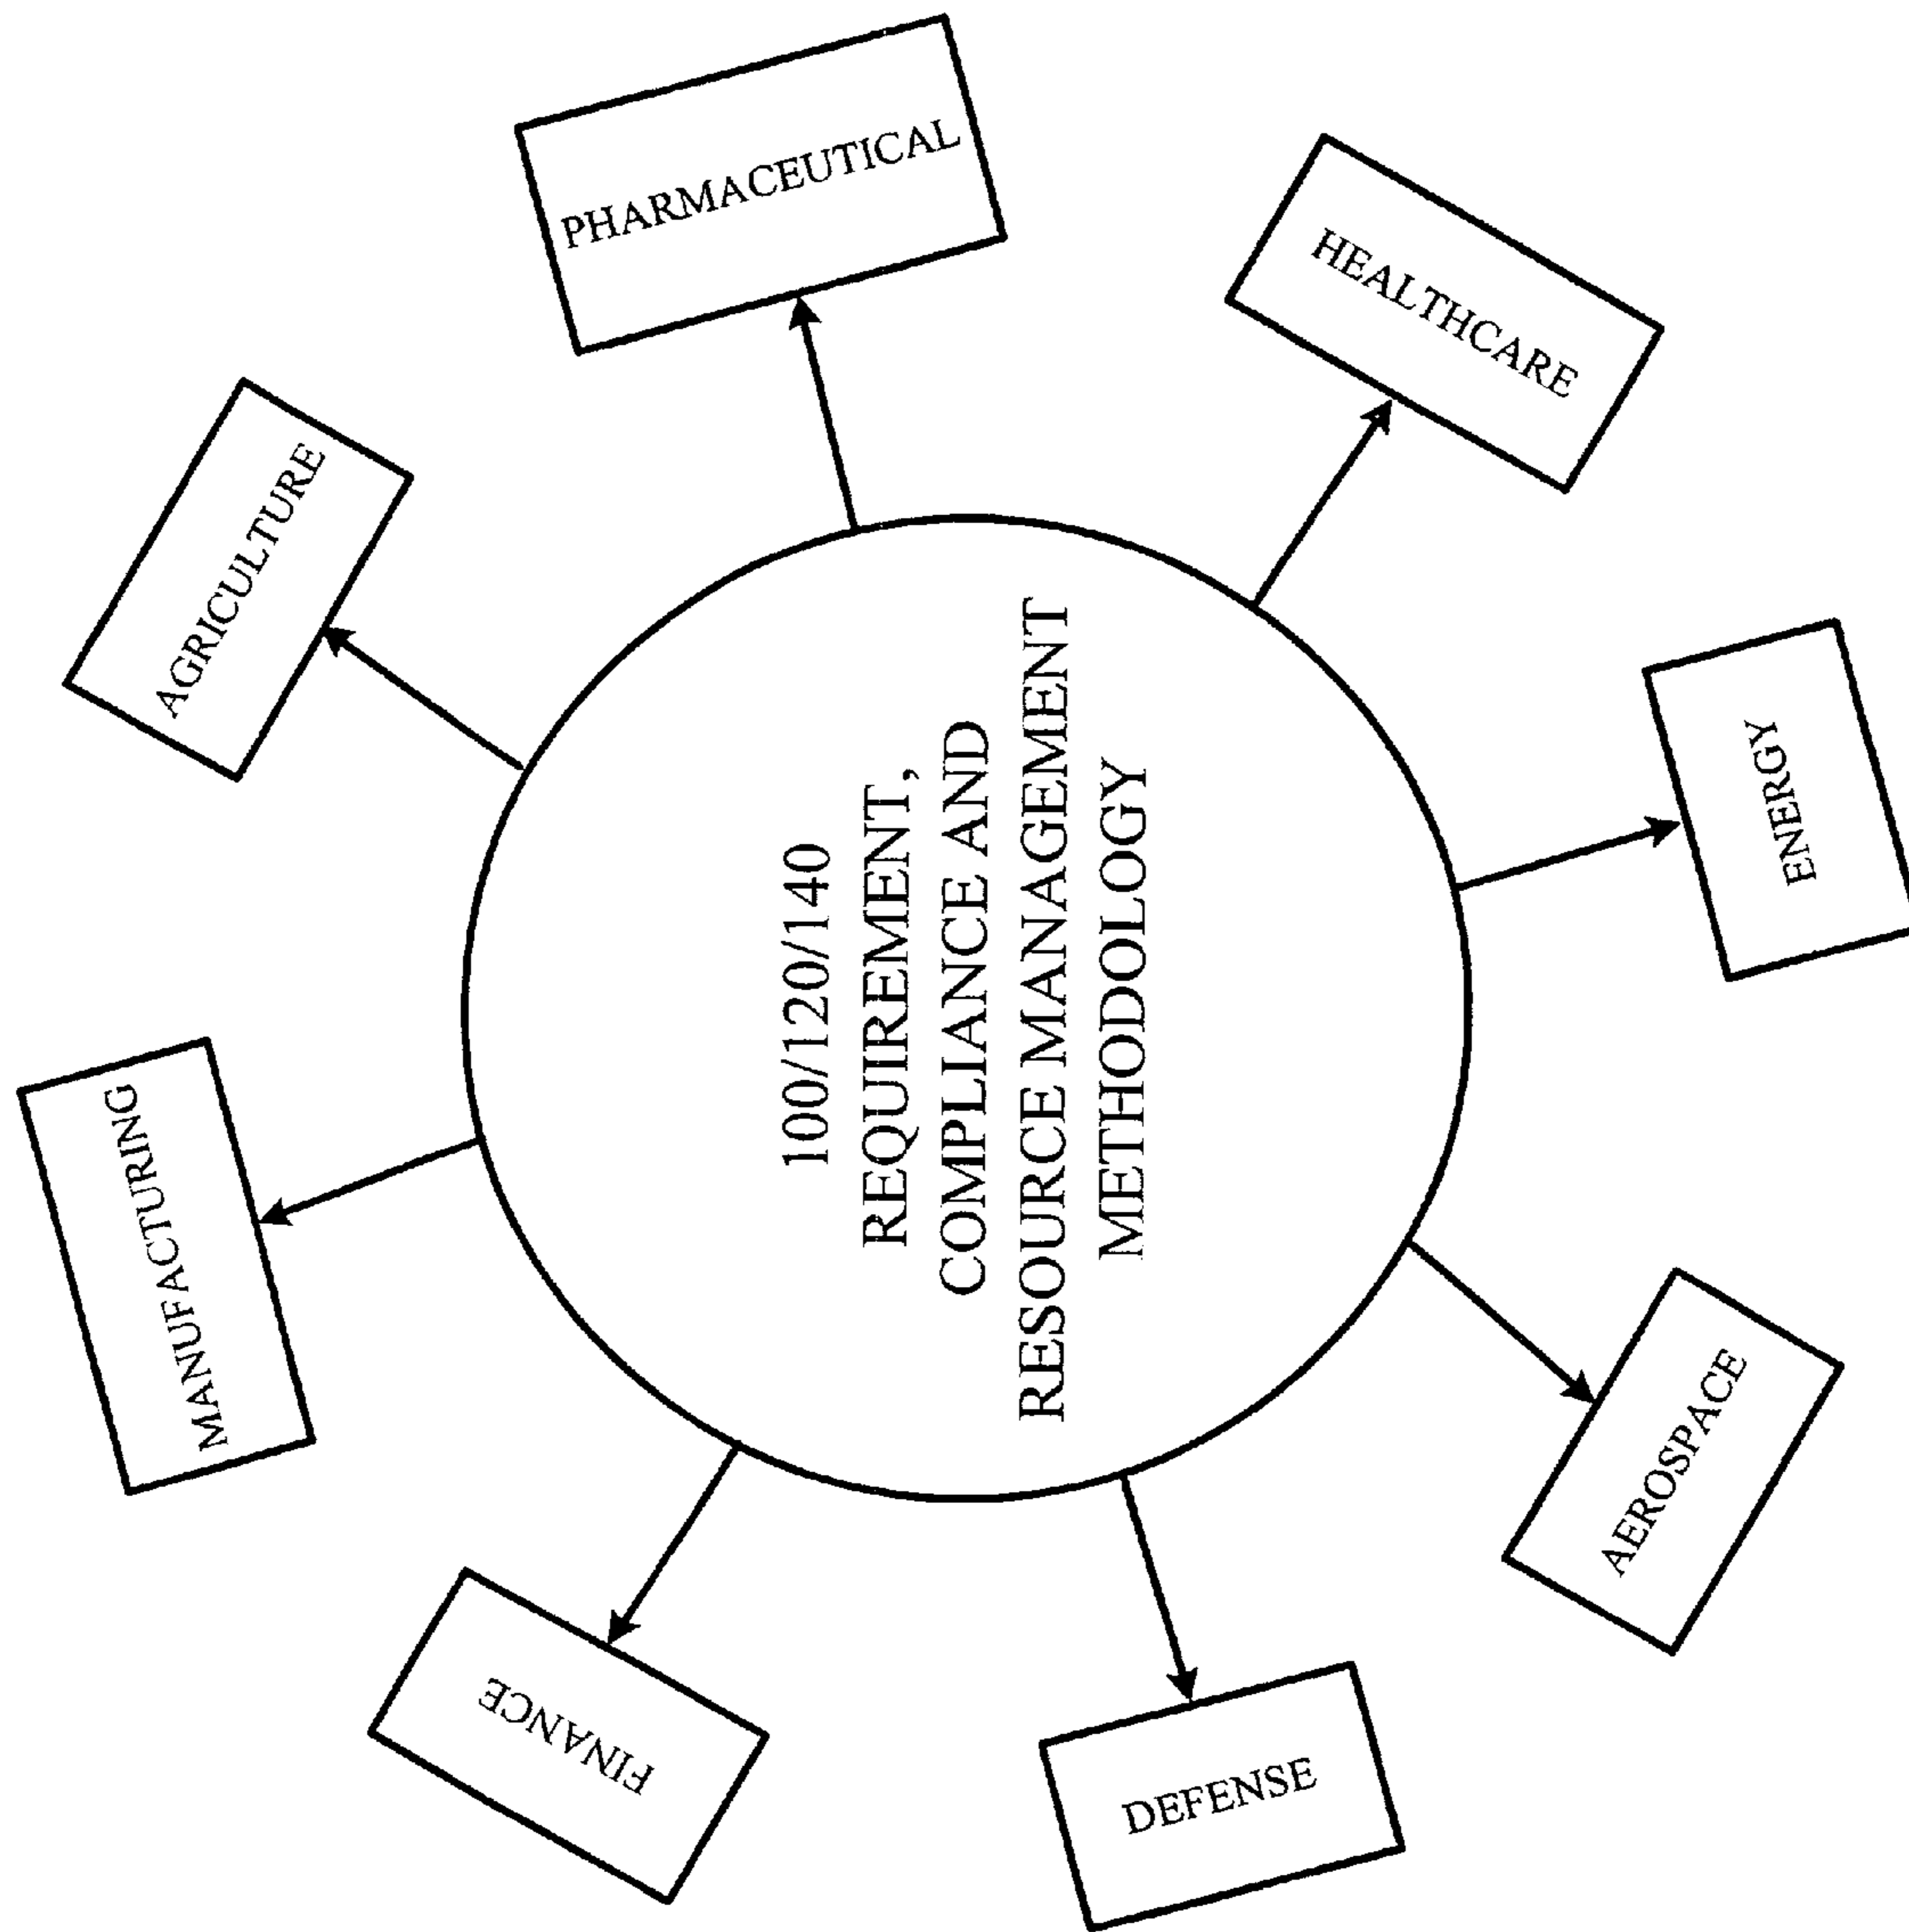 100/120/140
REQUIREMENT,
COMPLIANCE AND
RESOURCE MANAGEMENT
METHODOLOGY
PHARMACEUTICAL
HEALTHCARE
ENERGY
AEROSPACE
DEFENSE
FINANCE
MANUFACTURING
AGRICULTURE